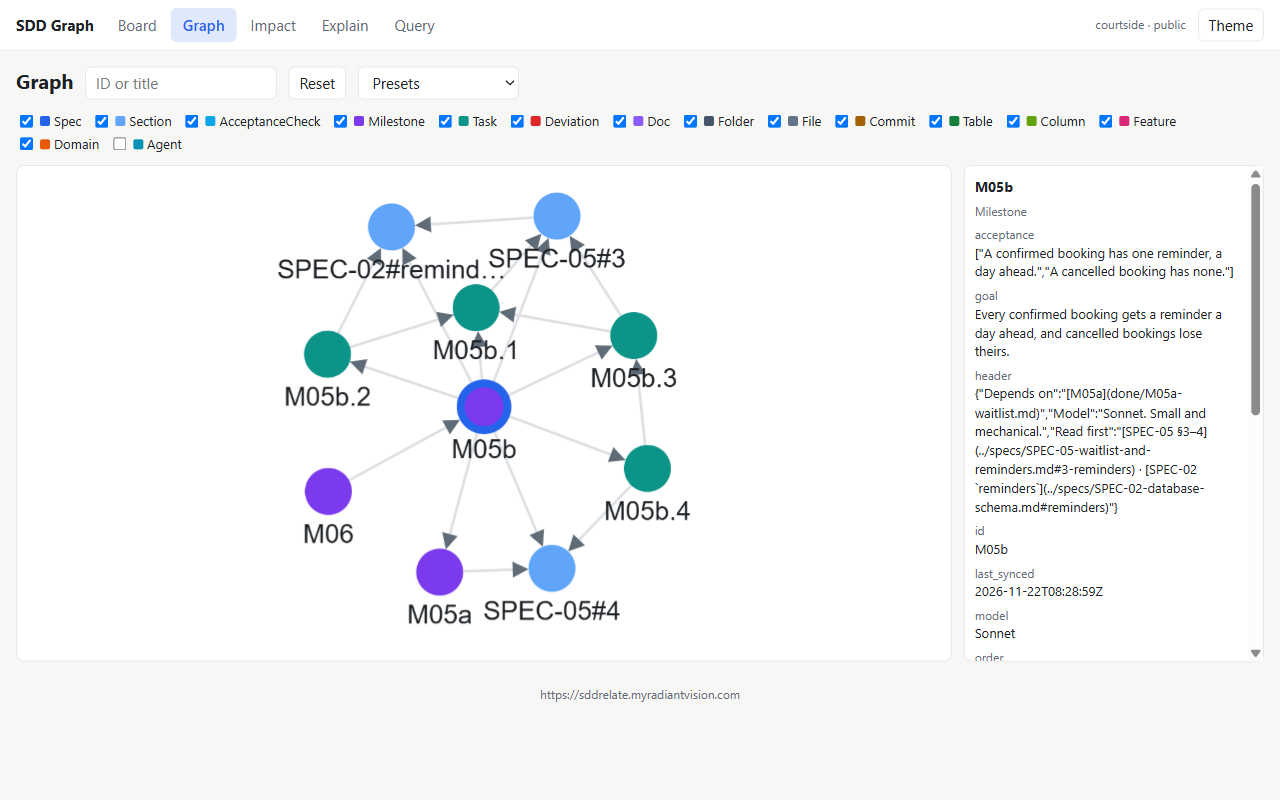 SDD Graph Board Graph Impact Explain Query courtside · public Theme
Graph ID or title Reset Presets
Spec Section AcceptanceCheck Milestone Task Deviation Doc Folder File Commit Table Column Feature
Domain Agent
SPEC-02#remind…
SPEC-05#3
M05b.1
M05b.3
M05b.2
M05b
M05b.4
M06
M05a
SPEC-05#4
M05b
Milestone
acceptance
["A confirmed booking has one reminder, a
day ahead.","A cancelled booking has none."]
goal
Every confirmed booking gets a reminder a
day ahead, and cancelled bookings lose
theirs.
header
{"Depends on":"[M05a](done/M05a-
waitlist.md)","Model":"Sonnet. Small and
mechanical.","Read first":"[SPEC-05 §3–4]
(../specs/SPEC-05-waitlist-and-
reminders.md#3-reminders) · [SPEC-02
`reminders`](../specs/SPEC-02-database-
schema.md#reminders)"}
id
M05b
last_synced
2026-11-22T08:28:59Z
model
Sonnet
order
https://sddrelate.myradiantvision.com